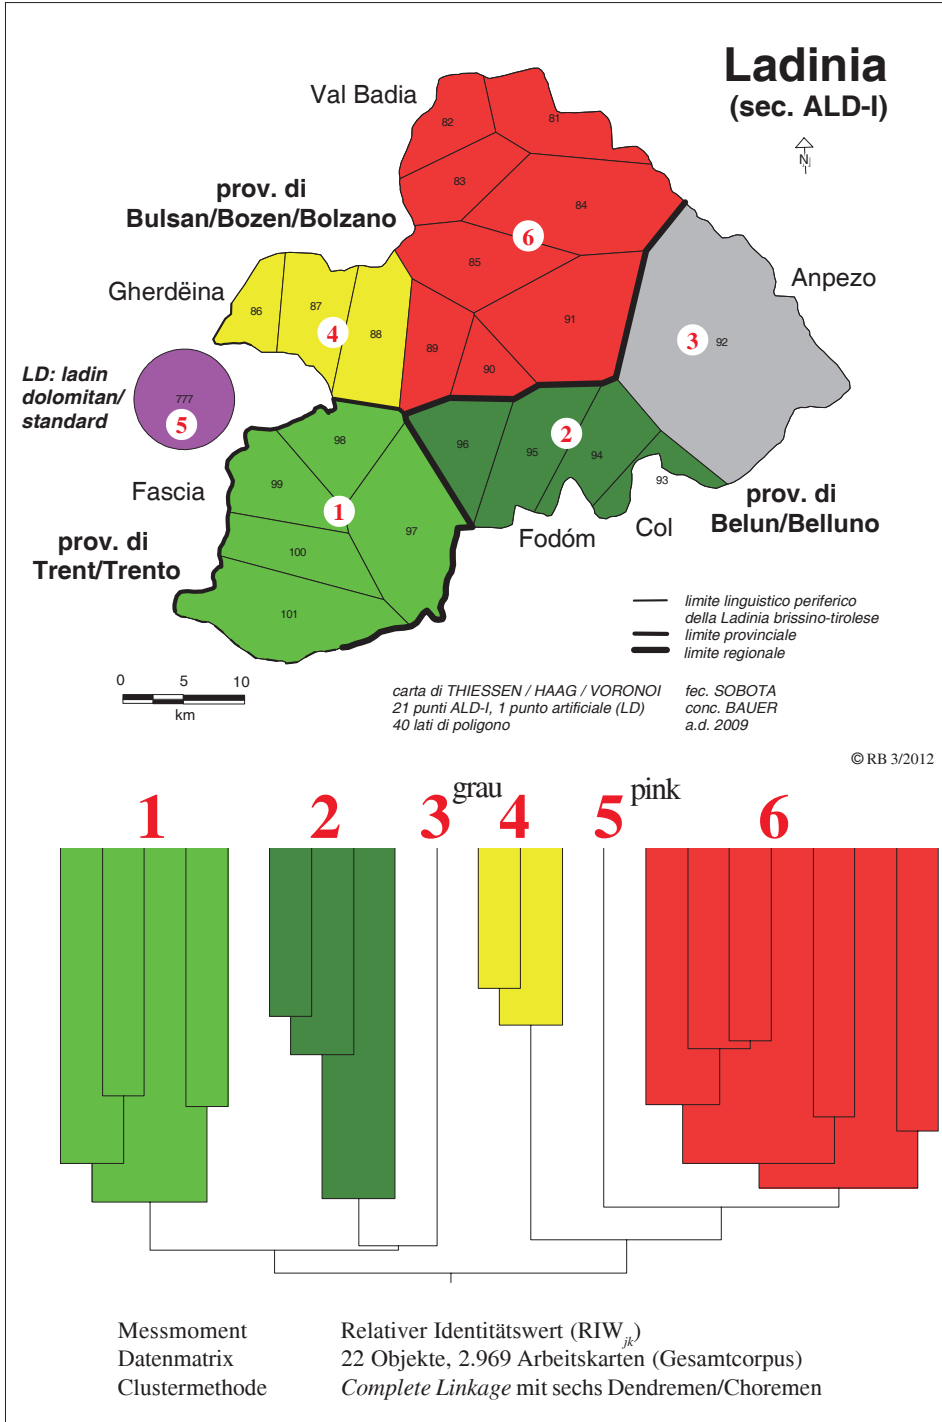 Ladinia
(sec. ALD-I)
N
Val Badia
prov. di
Bulsan/Bozen/Bolzano
Gherdëina
Anpezo
LD: ladin
dolomitan/
standard
Fascia
prov. di
Trent/Trento
Fodóm
Col
prov. di
Belun/Belluno
81
82
83
84
85
6
86
87
88
4
89
90
91
92
3
777
5
96
95
94
93
2
98
99
97
100
101
1
limite linguistico periferico
della Ladinia brissino-tirolese
limite provinciale
limite regionale
0 5 10
km
carta di THIESSEN / HAAG / VORONOI
21 punti ALD-I, 1 punto artificiale (LD)
40 lati di poligono
fec. SOBOTA
conc. BAUER
a.d. 2009
© RB 3/2012
1 2 3 grau 4 5 pink 6
Messmoment Relativer Identitätswert (RIWjk)
Datenmatrix 22 Objekte, 2.969 Arbeitskarten (Gesamtcorpus)
Clustermethode Complete Linkage mit sechs Dendremen/Choremen